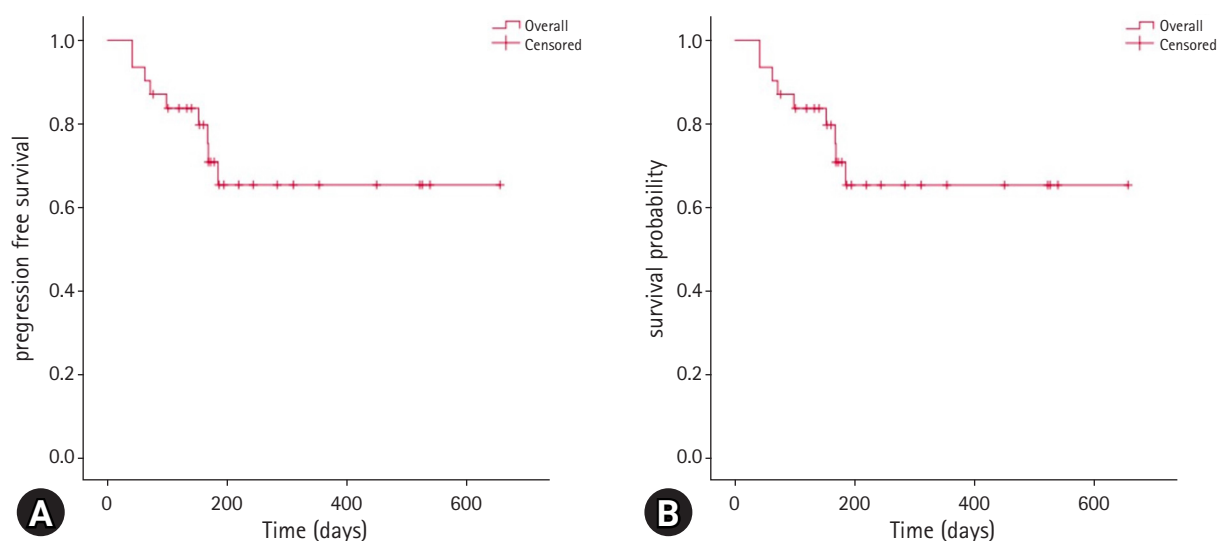 Overall
Censored
1.0
0.8
0.6
0.4
0.2
0.0
pregression free survival
0 200 400 600
Time (days)
A
Overall
Censored
1.0
0.8
0.6
0.4
0.2
0.0
survival probability
0 200 400 600
Time (days)
B